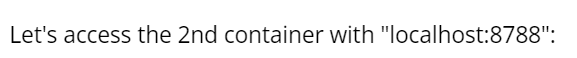 Let's access the 2nd container with "localhost:8788":